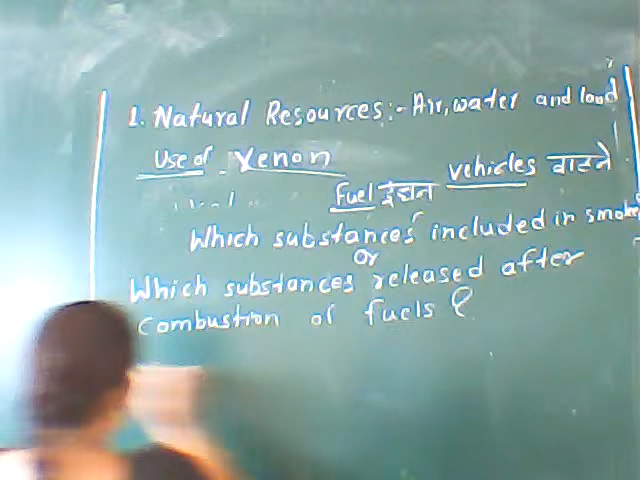 1. Natural Resources:- Air, water and land
Use of Xenon
Fuel इंधन vehicles वाहने
Which substances included in smoke
or
Which substances released after
combustion of fuels